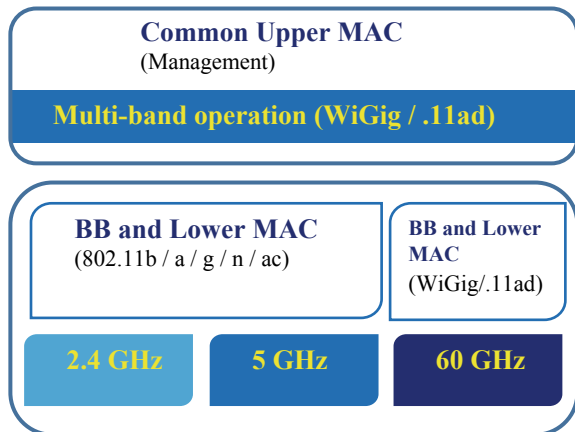 Common Upper MAC
(Management)
Multi-band operation (WiGig / .11ad)
BB and Lower MAC
(802.11b / a / g / n / ac)
BB and Lower
MAC
(WiGig/.11ad)
2.4 GHz
5 GHz
60 GHz